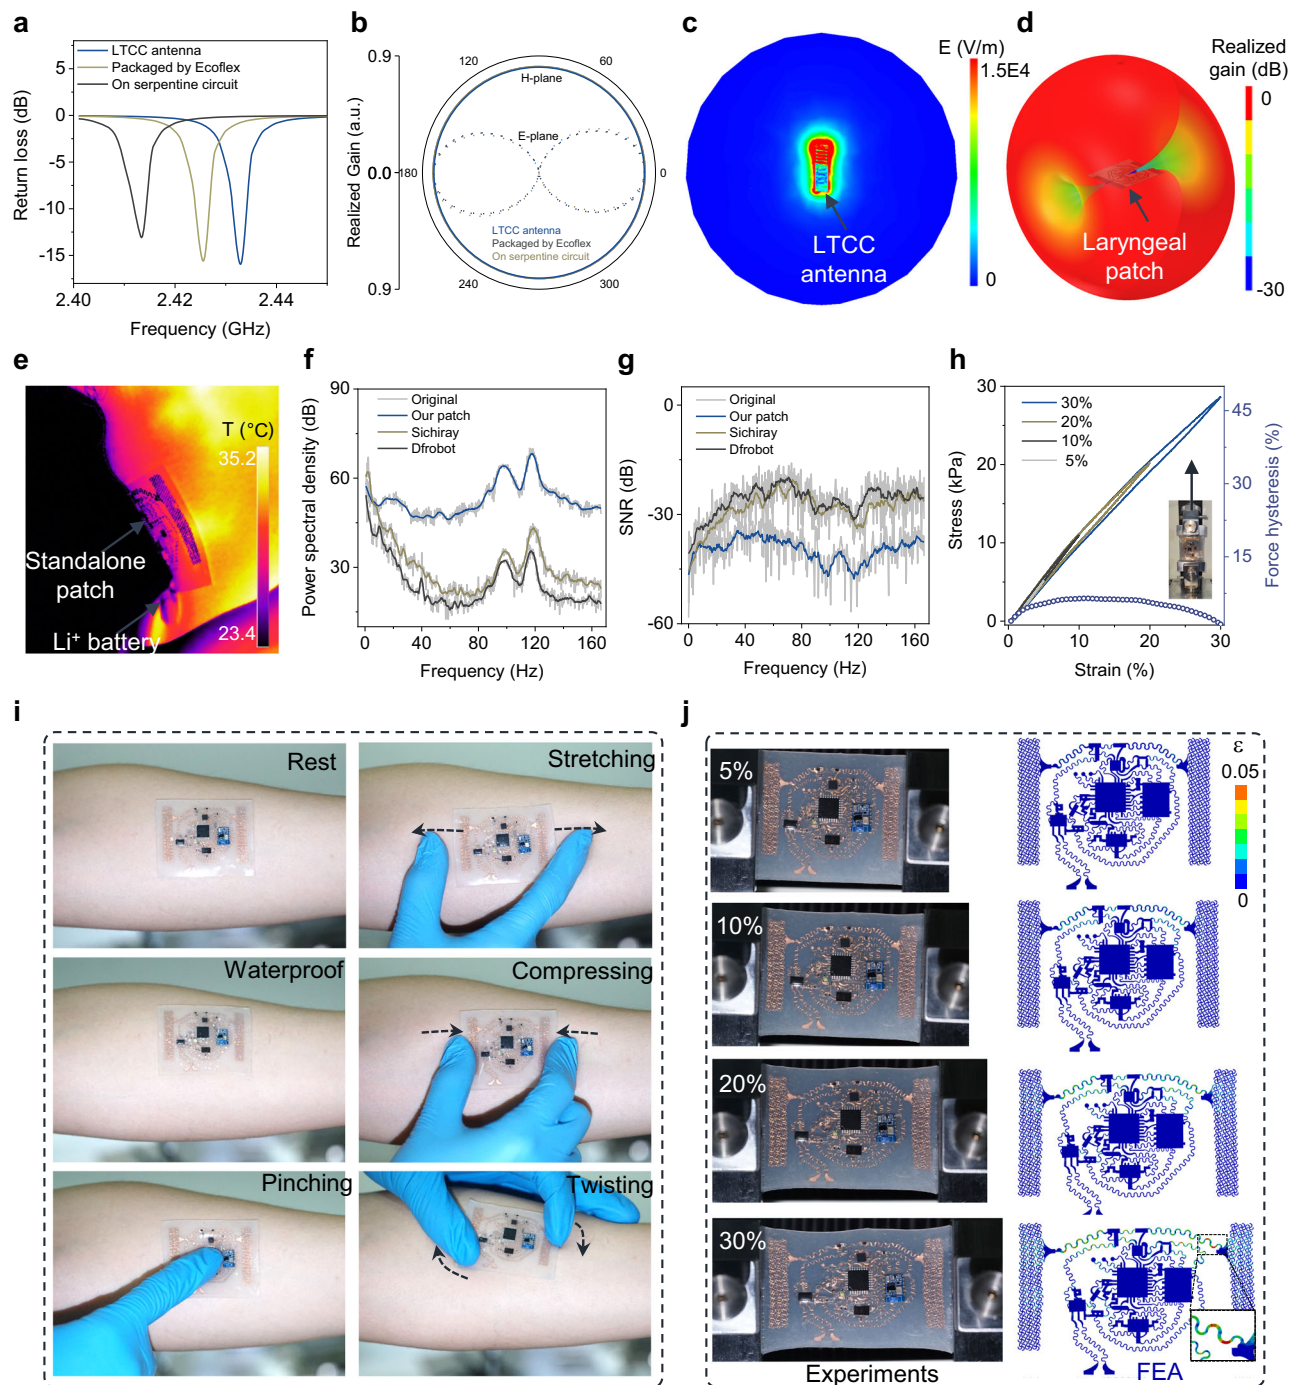 a
LTCC antenna
Packaged by Ecoflex
On serpentine circuit
5
0
-5
-10
-15
Return loss (dB)
2.40
2.42
2.44
Frequency (GHz)
b
0.9
0.0
0.9
Realized Gain (a.u.)
120
60
H-plane
E-plane
180
0
LTCC antenna
Packaged by Ecoflex
On serpentine circuit
240
300
c
E (V/m)
1.5E4
0
LTCC
antenna
d
Realized
gain (dB)
0
-30
Laryngeal
patch
e
T (°C)
35.2
23.4
Standalone
patch
Li+ battery
f
90
60
30
Power spectral density (dB)
Original
Our patch
Sichiray
Dfrobot
0
40
80
120
160
Frequency (Hz)
g
0
-30
-60
SNR (dB)
Original
Our patch
Sichiray
Dfrobot
0
40
80
120
160
Frequency (Hz)
h
30
20
10
0
Stress (kPa)
30%
20%
10%
5%
45
30
15
0
Force hysteresis (%)
0
10
20
30
Strain (%)
i
Rest
Stretching
Waterproof
Compressing
Pinching
Twisting
j
5%
10%
20%
30%
ε
0.05
0
Experiments
FEA